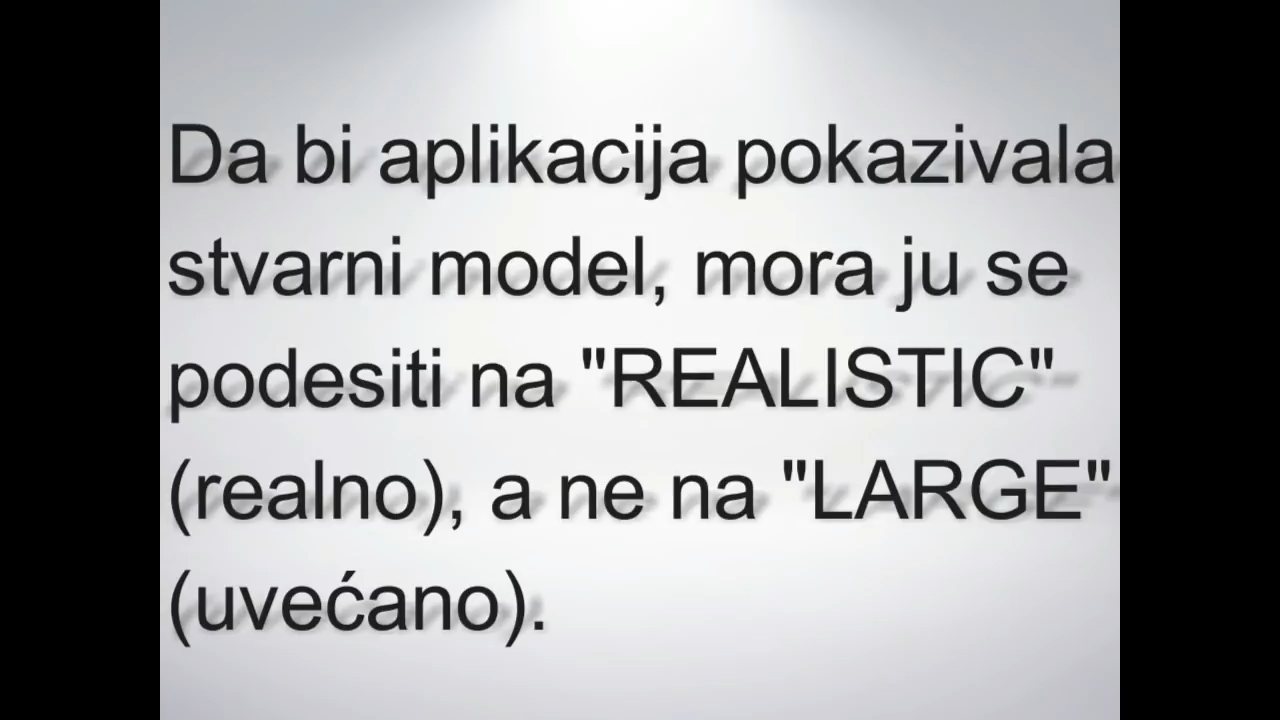 Da bi aplikacija pokazivala
stvarni model, mora ju se
podesiti na "REALISTIC"
(realno), a ne na "LARGE"
(uvećano).